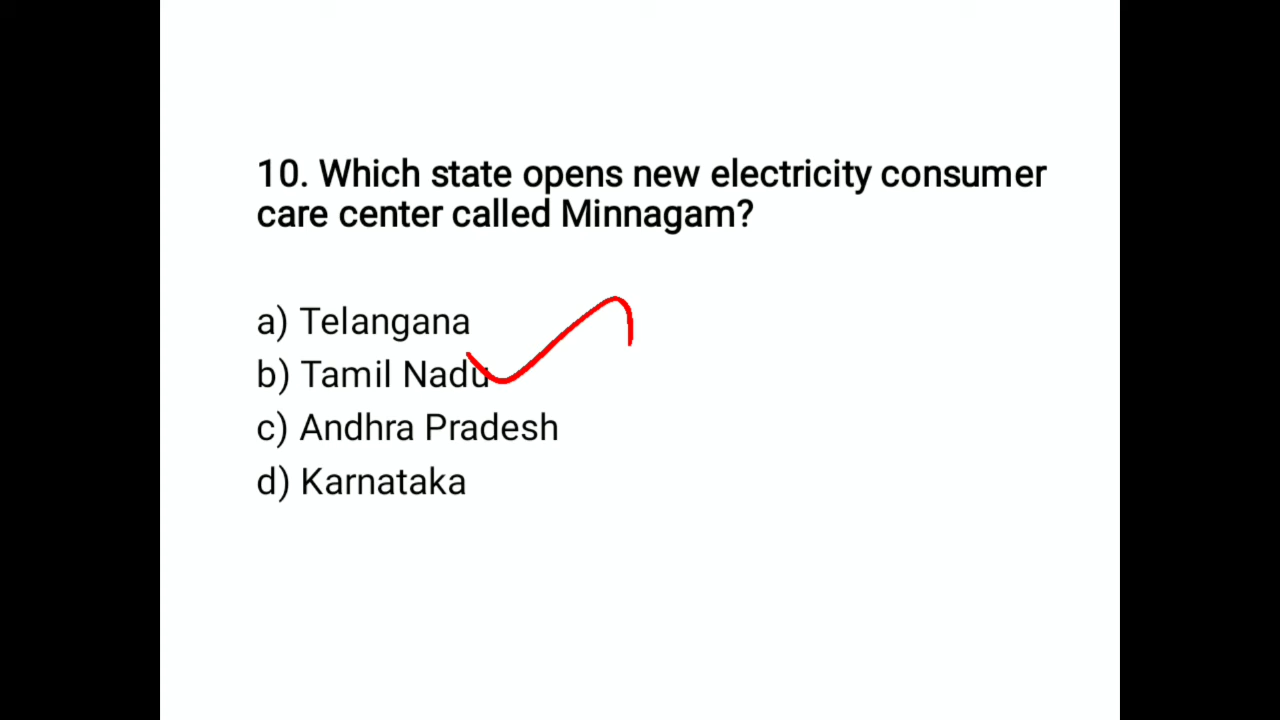 10. Which state opens new electricity consumer
care center called Minnagam?
a) Telangana
b) Tamil Nadu
c) Andhra Pradesh
d) Karnataka